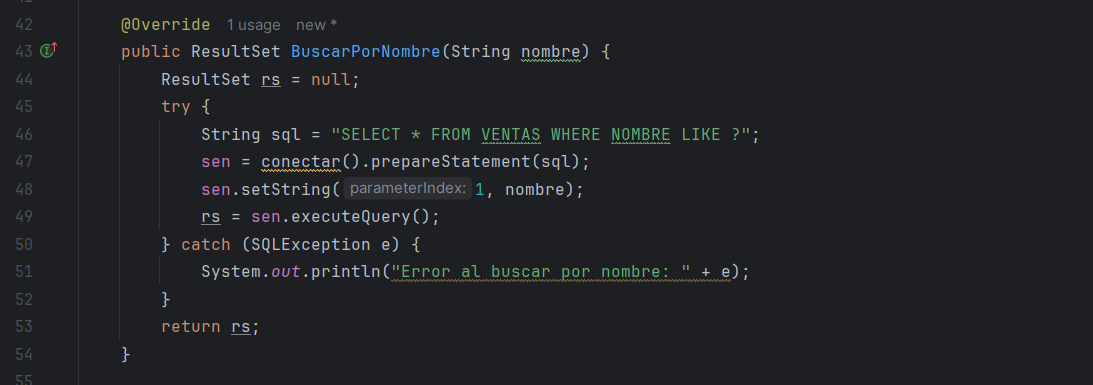 42 @Override 1 usage new *
43 public ResultSet BuscarPorNombre(String nombre) {
44 ResultSet rs = null;
45 try {
46 String sql = "SELECT * FROM VENTAS WHERE NOMBRE LIKE ?";
47 sen = conectar().prepareStatement(sql);
48 sen.setString( parameterIndex: 1, nombre);
49 rs = sen.executeQuery();
50 } catch (SQLException e) {
51 System.out.println("Error al buscar por nombre: " + e);
52 }
53 return rs;
54 }
55